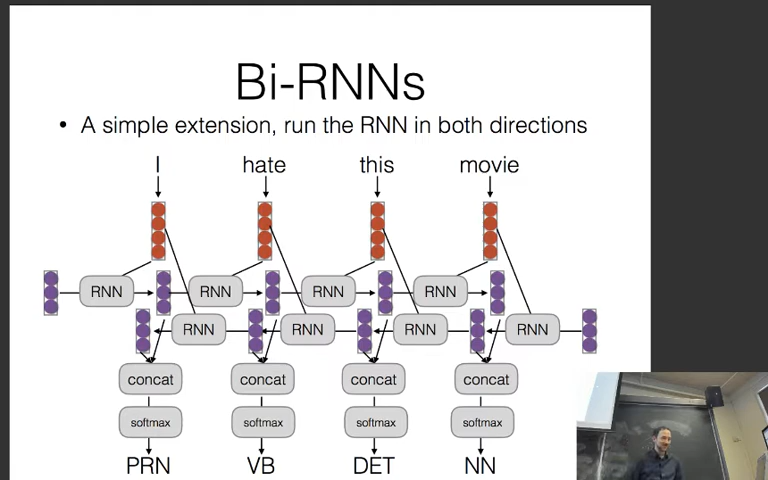 Bi-RNNs
• A simple extension, run the RNN in both directions
I hate this movie
RNN RNN RNN RNN
RNN RNN RNN RNN
concat concat concat concat
softmax softmax softmax softmax
PRN VB DET NN